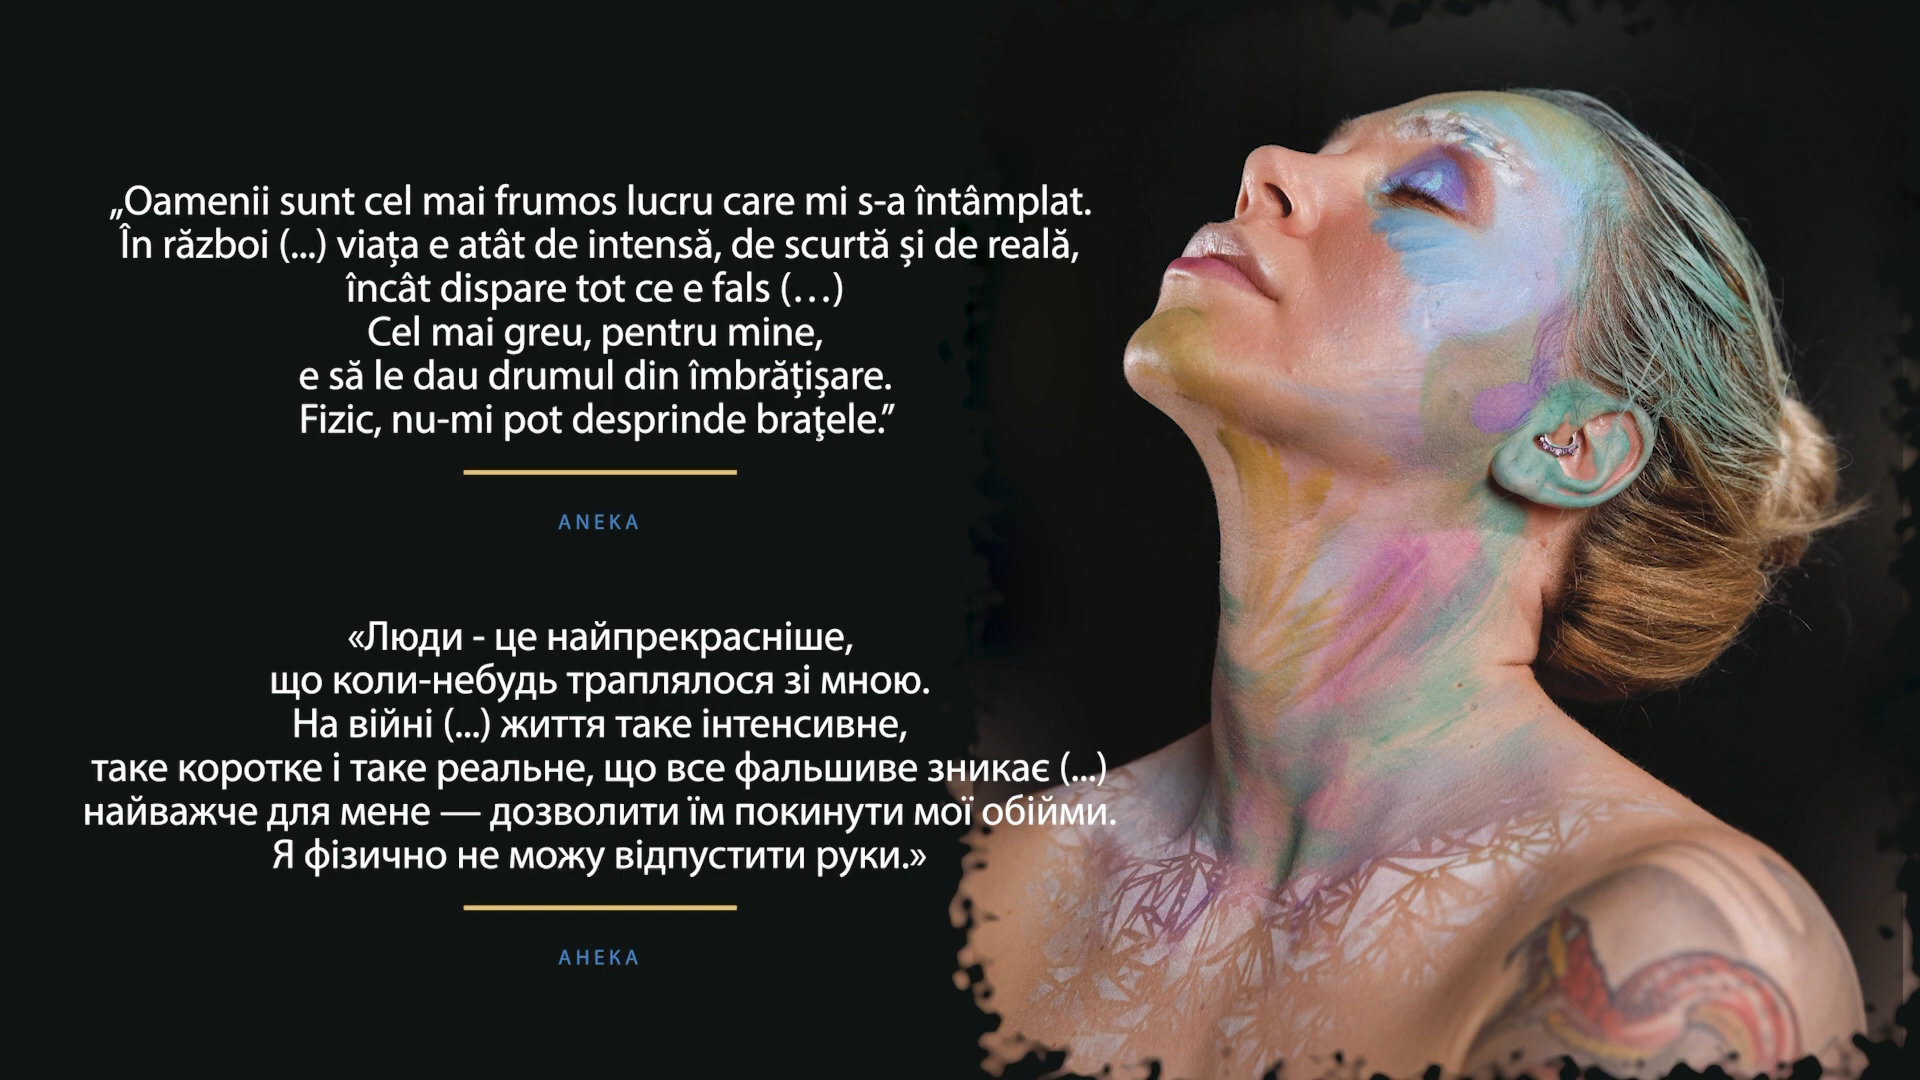 „Oamenii sunt cel mai frumos lucru care mi s-a întâmplat.
În război (...) viața e atât de intensă, de scurtă și de reală,
încât dispare tot ce e fals (…)
Cel mai greu, pentru mine,
e să le dau drumul din îmbrățișare.
Fizic, nu-mi pot desprinde braţele.”
ANEKA
«Люди - це найпрекрасніше,
що коли-небудь траплялося зі мною.
На війні (...) життя таке інтенсивне,
таке коротке і таке реальне, що все фальшиве зникає (...)
найважче для мене — дозволити їм покинути мої обійми.
Я фізично не можу відпустити руки.»
АНЕКА